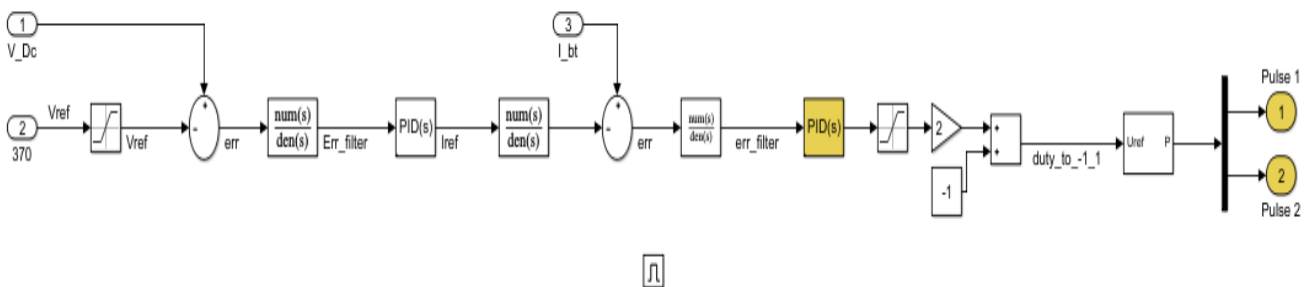 1
V_Dc
2
370
Vref
Vref
+
-
err
num(s)
den(s)
Err_filter
PID(s)
Iref
num(s)
den(s)
3
I_bt
+
-
err
num(s)
den(s)
err_filter
PID(s)
2
-1
+
+
duty_to_-1_1
Uref P
Pulse 1
1
2
Pulse 2